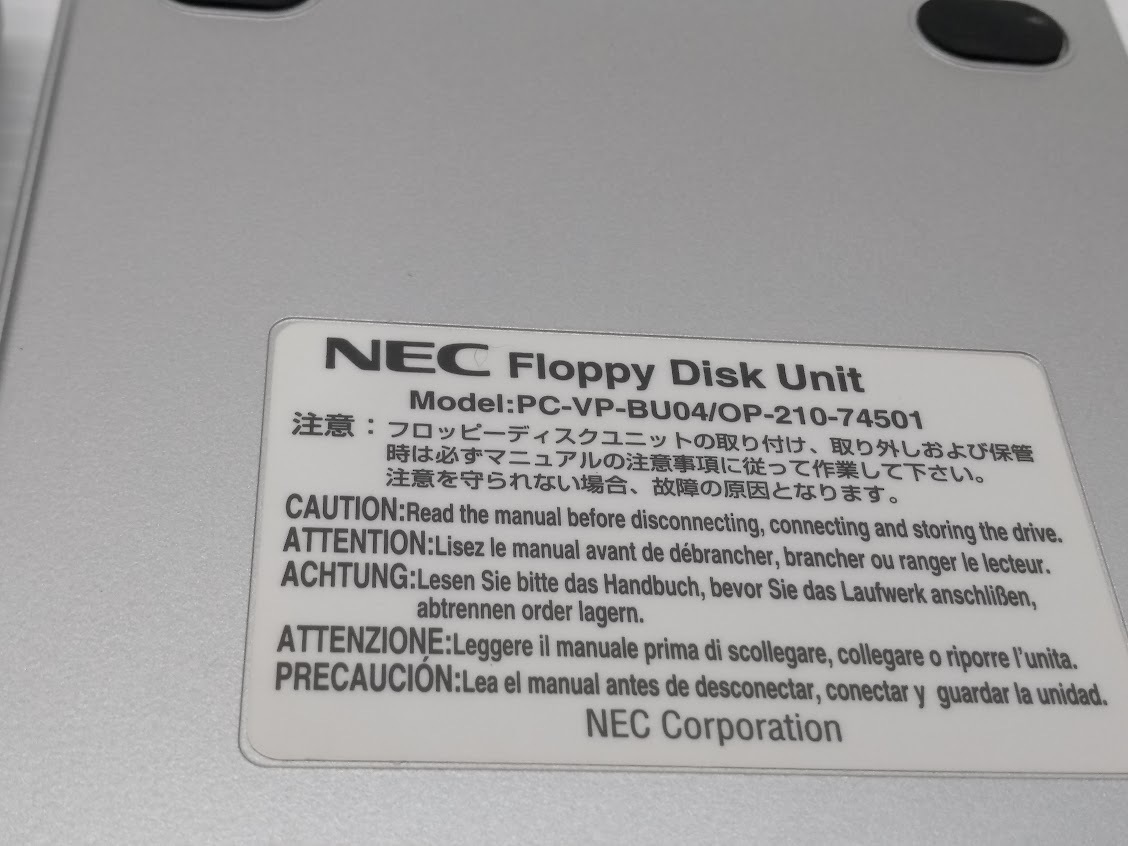 NEC Floppy Disk Unit
Model:PC-VP-BU04/OP-210-74501
注意：フロッピーディスクユニットの取り付け、取り外しおよび保管
時は必ずマニュアルの注意事項に従って作業して下さい。
注意を守られない場合、故障の原因となります。
CAUTION:Read the manual before disconnecting, connecting and storing the drive.
ATTENTION:Lisez le manual avant de débrancher, brancher ou ranger le lecteur.
ACHTUNG:Lesen Sie bitte das Handbuch, bevor Sie das Laufwerk anschlißen,
abtrennen order lagern.
ATTENZIONE:Leggere il manuale prima di scollegare, collegare o riporre l'unita.
PRECAUCIÓN:Lea el manual antes de desconectar, conectar y guardar la unidad.
NEC Corporation